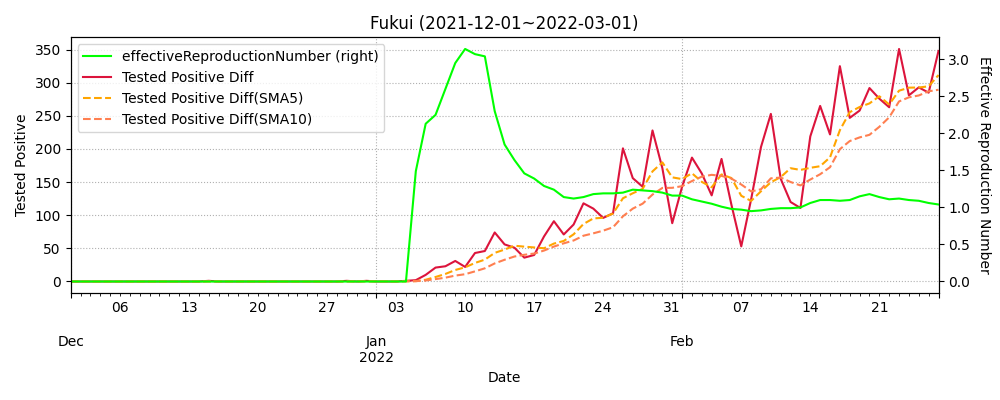 Fukui (2021-12-01~2022-03-01)
effectiveReproductionNumber (right)
Tested Positive Diff
Tested Positive Diff(SMA5)
Tested Positive Diff(SMA10)
Tested Positive
350
300
250
200
150
100
50
0
3.0
2.5
2.0
1.5
1.0
0.5
0.0
Effective Reproduction Number
06 13 20 27 03 10 17 24 31 07 14 21
Dec Jan Feb
2022
Date